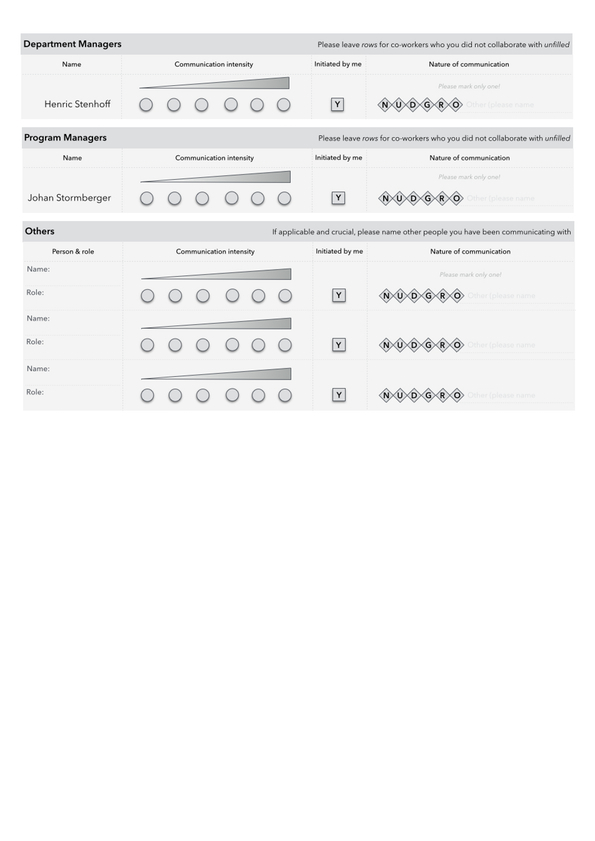 Department Managers Please leave rows for co-workers who you did not collaborate with unfilled
Name Communication intensity Initiated by me Nature of communication
Please mark only one!
Henric Stenhoff Y N U D G R O Other (please name
Program Managers Please leave rows for co-workers who you did not collaborate with unfilled
Name Communication intensity Initiated by me Nature of communication
Please mark only one!
Johan Stormberger Y N U D G R O Other (please name
Others If applicable and crucial, please name other people you have been communicating with
Person & role Communication intensity Initiated by me Nature of communication
Name: Please mark only one!
Role: Y N U D G R O Other (please name
Name:
Role: Y N U D G R O Other (please name
Name:
Role: Y N U D G R O Other (please name